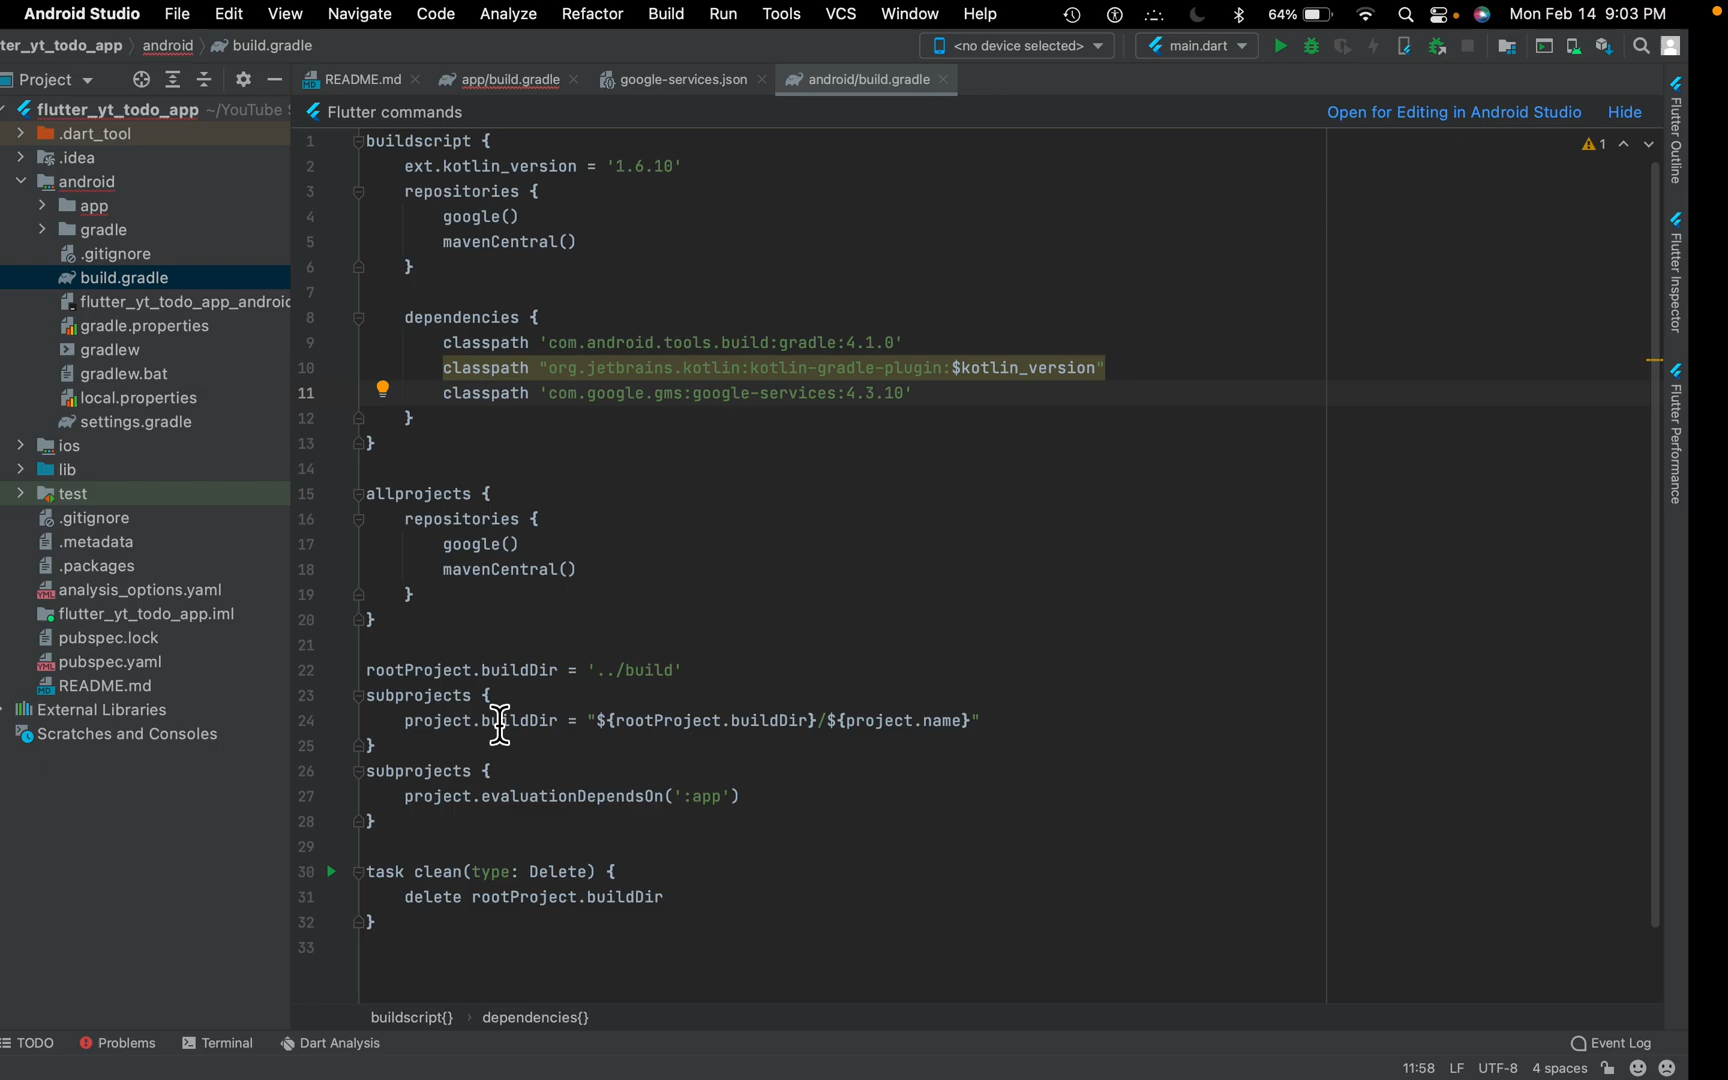 Android Studio File Edit View Navigate Code Analyze Refactor Build Run Tools VCS Window Help 64% Mon Feb 14 9:03 PM
ter_yt_todo_app android build.gradle <no device selected> main.dart
Project README.md app/build.gradle google-services.json android/build.gradle
flutter_yt_todo_app ~/YouTube
Flutter commands Open for Editing in Android Studio Hide
.dart_tool
.idea
android
app
gradle
.gitignore
build.gradle
flutter_yt_todo_app_android
gradle.properties
gradlew
gradlew.bat
local.properties
settings.gradle
ios
lib
test
.gitignore
.metadata
.packages
analysis_options.yaml
flutter_yt_todo_app.iml
pubspec.lock
pubspec.yaml
README.md
External Libraries
Scratches and Consoles
1 buildscript {
2 ext.kotlin_version = '1.6.10'
3 repositories {
4 google()
5 mavenCentral()
6 }
7
8 dependencies {
9 classpath 'com.android.tools.build:gradle:4.1.0'
10 classpath "org.jetbrains.kotlin:kotlin-gradle-plugin:$kotlin_version"
11 classpath 'com.google.gms:google-services:4.3.10'
12 }
13 }
14
15 allprojects {
16 repositories {
17 google()
18 mavenCentral()
19 }
20 }
21
22 rootProject.buildDir = '../build'
23 subprojects {
24 project.buildDir = "${rootProject.buildDir}/${project.name}"
25 }
26 subprojects {
27 project.evaluationDependsOn(':app')
28 }
29
30 task clean(type: Delete) {
31 delete rootProject.buildDir
32 }
33
1
Flutter Outline
Flutter Inspector
Flutter Performance
buildscript{} dependencies{}
TODO Problems Terminal Dart Analysis Event Log
11:58 LF UTF-8 4 spaces